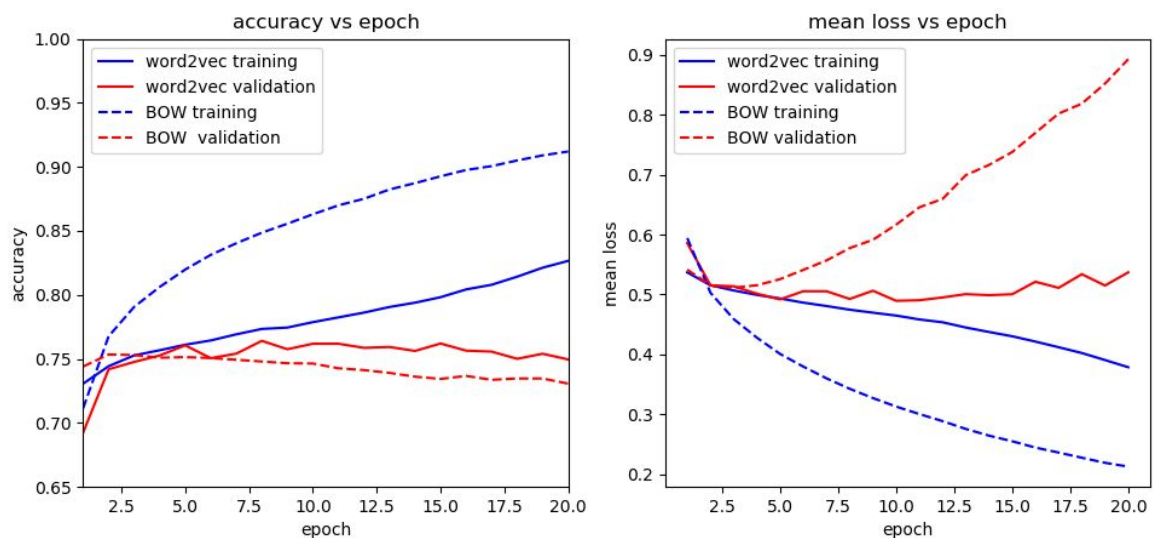 accuracy vs epoch
1.00
0.95
0.90
0.85
0.80
0.75
0.70
0.65
accuracy
word2vec training
word2vec validation
BOW training
BOW  validation
2.5 5.0 7.5 10.0 12.5 15.0 17.5 20.0
epoch
mean loss vs epoch
0.9
0.8
0.7
0.6
0.5
0.4
0.3
0.2
mean loss
word2vec training
word2vec validation
BOW training
BOW validation
2.5 5.0 7.5 10.0 12.5 15.0 17.5 20.0
epoch